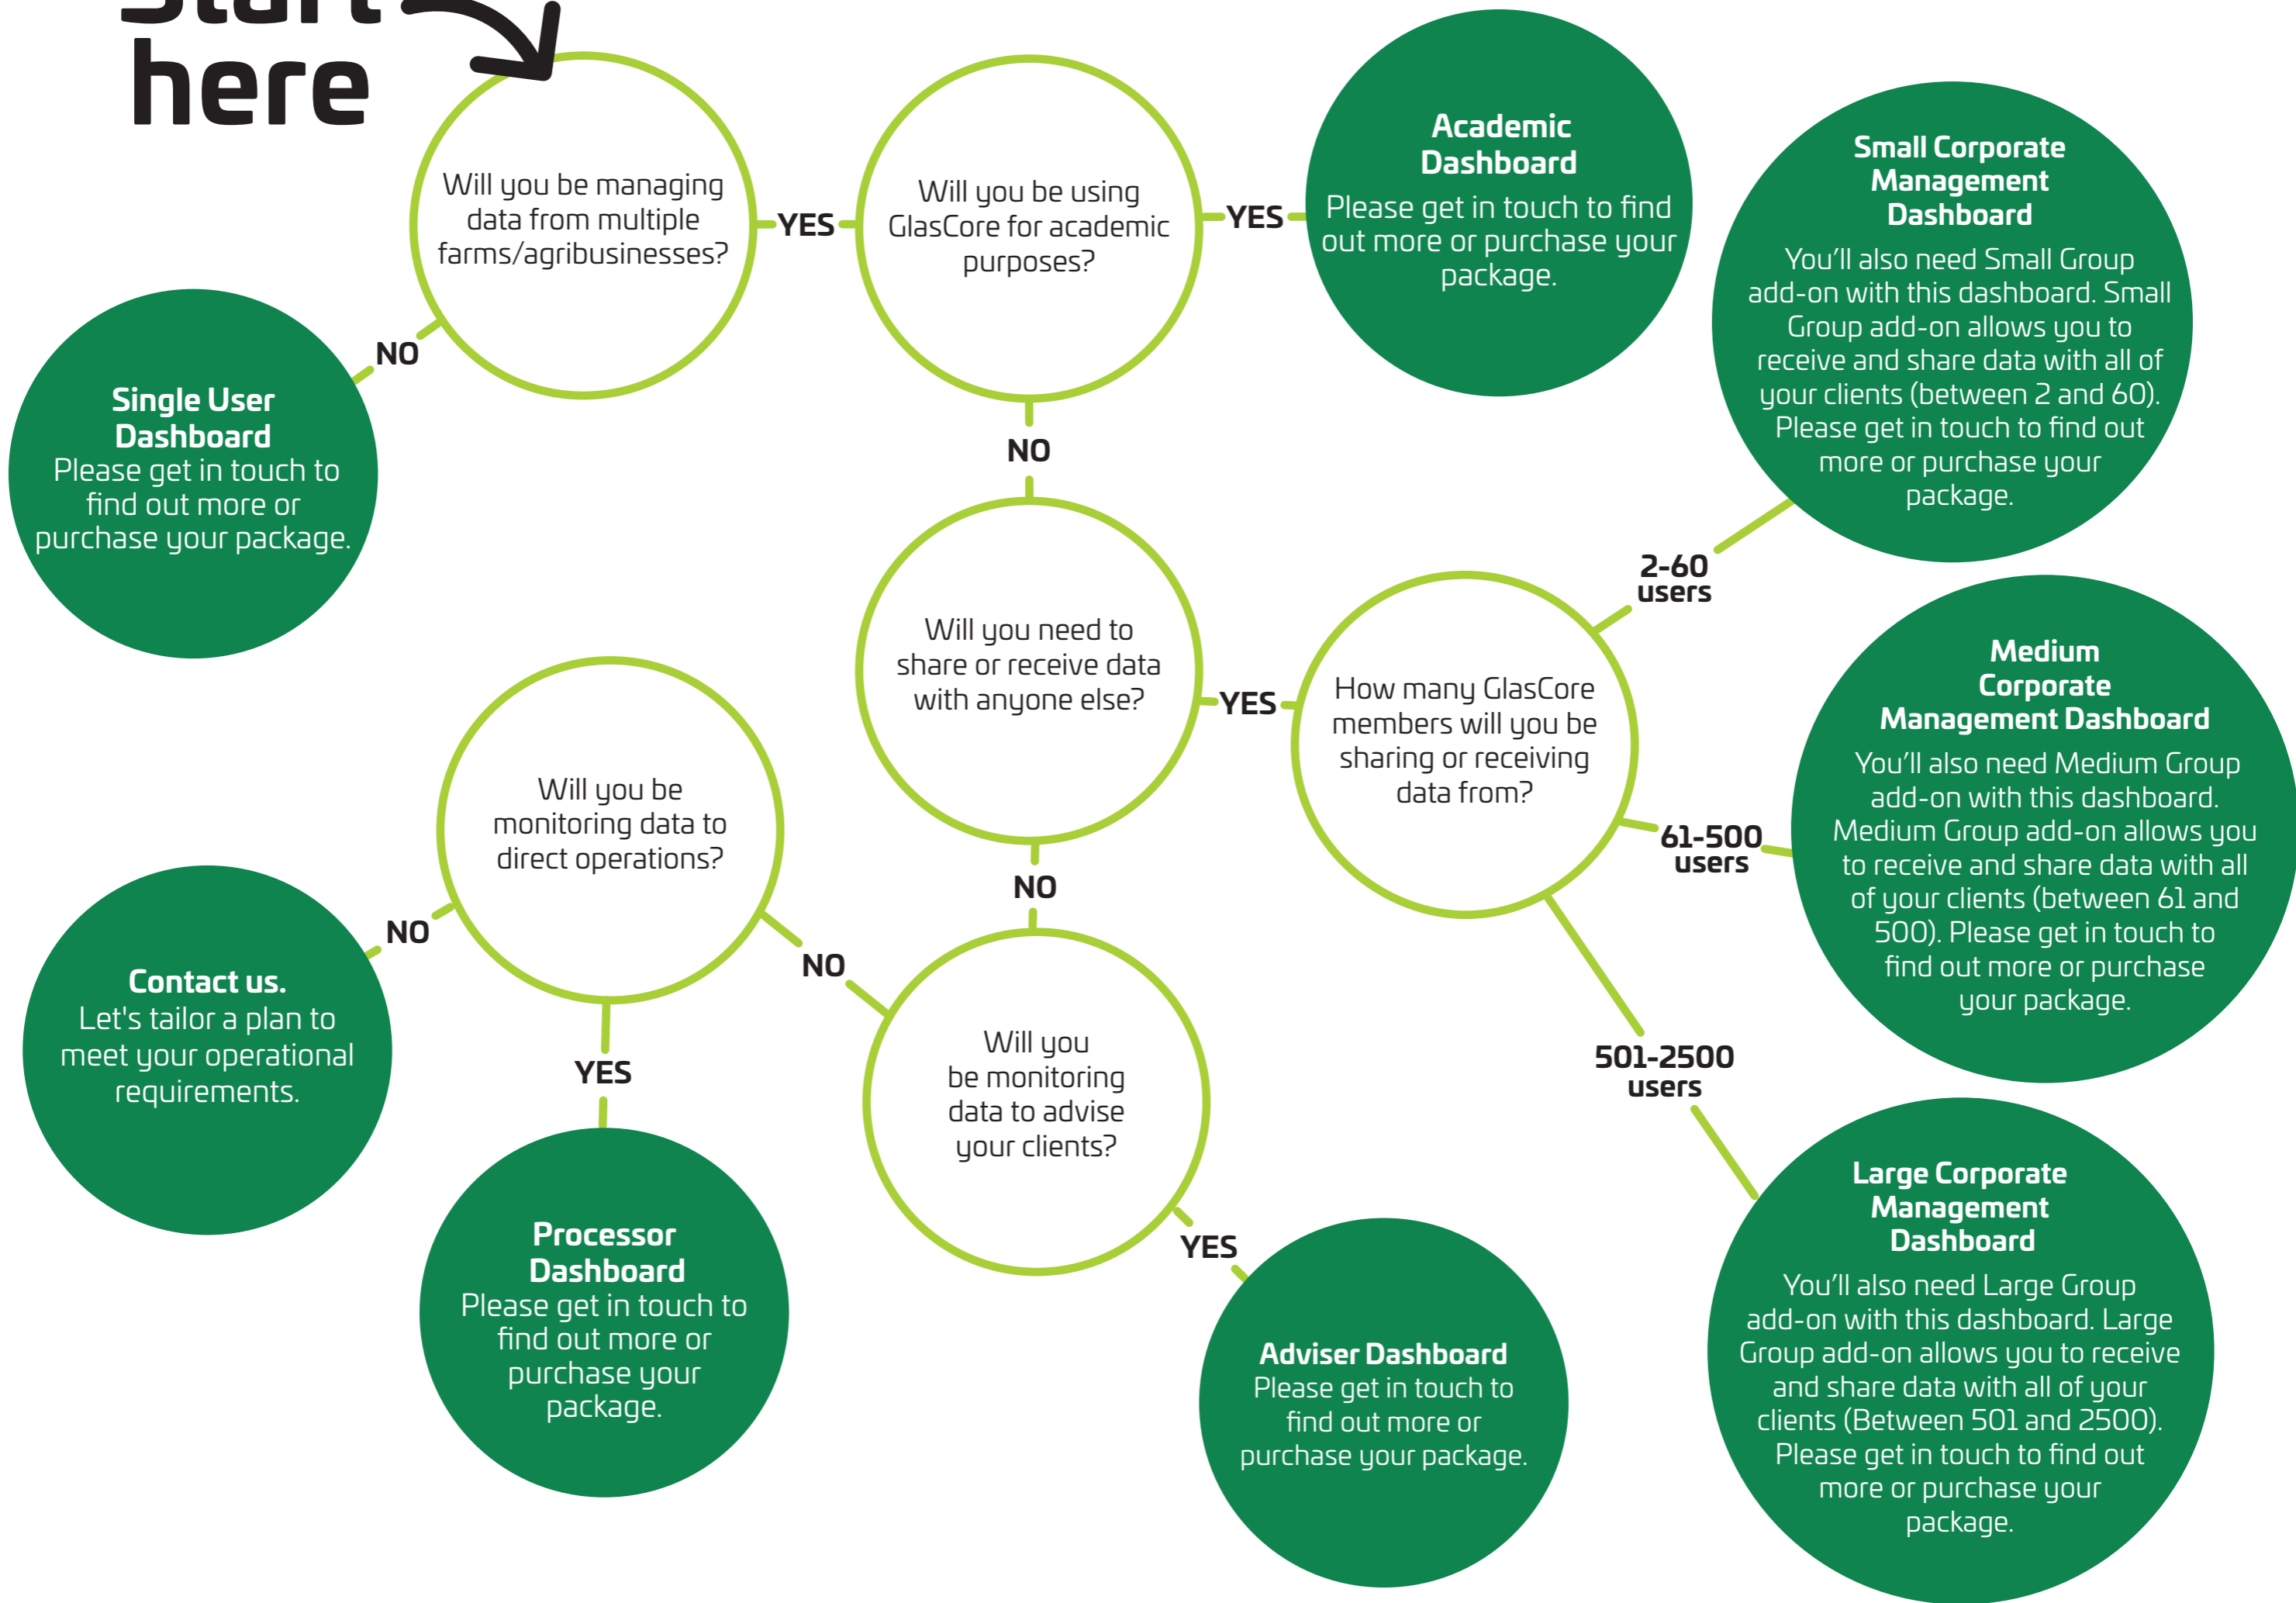 Start
here
Will you be managing
data from multiple
farms/agribusinesses?
YES
Will you be using
GlasCore for academic
purposes?
YES
Academic
Dashboard
Please get in touch to find
out more or purchase your
package.
NO
Single User
Dashboard
Please get in touch to
find out more or
purchase your package.
NO
Will you need to
share or receive data
with anyone else?
YES
How many GlasCore
members will you be
sharing or receiving
data from?
2-60
users
Small Corporate
Management
Dashboard
You'll also need Small Group
add-on with this dashboard. Small
Group add-on allows you to
receive and share data with all of
your clients (between 2 and 60).
Please get in touch to find out
more or purchase your
package.
61-500
users
Medium
Corporate
Management Dashboard
You'll also need Medium Group
add-on with this dashboard.
Medium Group add-on allows you
to receive and share data with all
of your clients (between 61 and
500). Please get in touch to
find out more or purchase
your package.
501-2500
users
Large Corporate
Management
Dashboard
You'll also need Large Group
add-on with this dashboard. Large
Group add-on allows you to receive
and share data with all of your
clients (Between 501 and 2500).
Please get in touch to find out
more or purchase your
package.
NO
Will you
be monitoring
data to advise
your clients?
YES
Adviser Dashboard
Please get in touch to
find out more or
purchase your package.
NO
Will you be
monitoring data to
direct operations?
YES
Processor
Dashboard
Please get in touch to
find out more or
purchase your
package.
NO
Contact us.
Let's tailor a plan to
meet your operational
requirements.